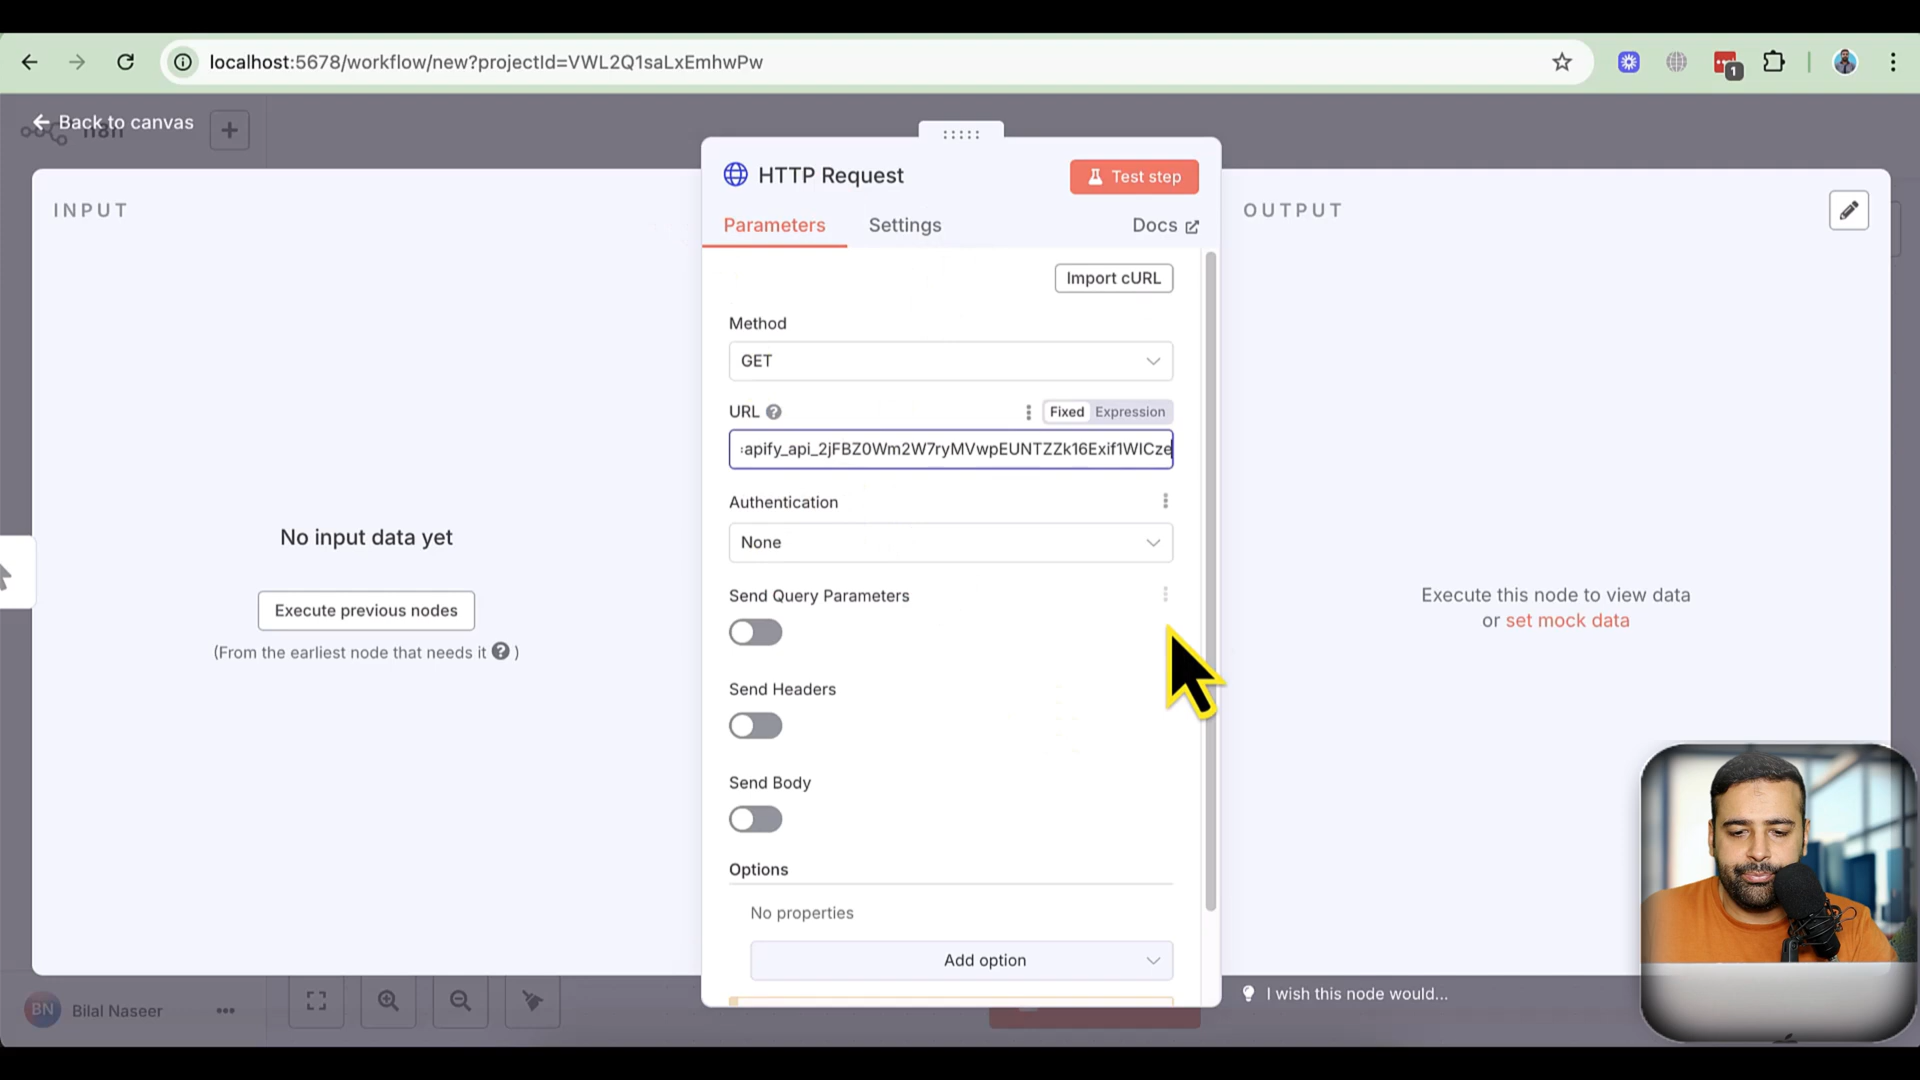 localhost:5678/workflow/new?projectId=VWL2Q1saLxEmhwPw
1
Back to canvas
n8n
INPUT
HTTP Request
Test step
OUTPUT
Parameters
Settings
Docs
Import cURL
Method
GET
URL
Fixed
Expression
apify_api_2jFBZ0Wm2W7ryMVwpEUNTZZk16Exif1WICze
Authentication
None
No input data yet
Execute previous nodes
(From the earliest node that needs it ? )
Send Query Parameters
Execute this node to view data
or set mock data
Send Headers
Send Body
Options
No properties
Add option
BN
Bilal Naseer
I wish this node would...